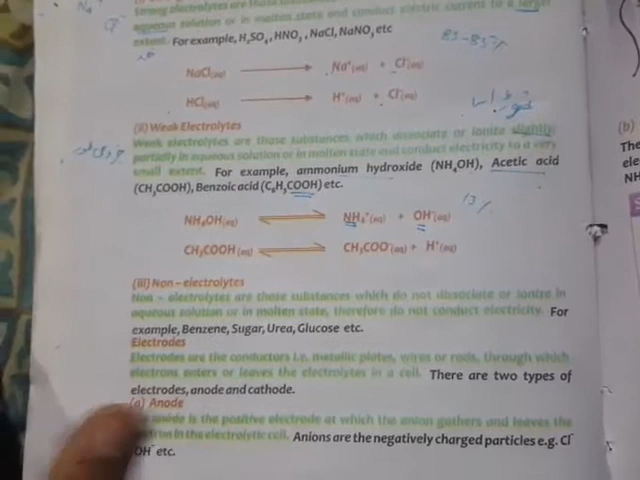 Strong electrolytes are those substances
aqueous solution or in molten state and conduct electric current to a larger
extent. For example, H₂SO₄, HNO₃, NaCl, NaNO₃ etc
85-85%
NaCl(aq) ⟶ Na⁺(aq) + Cl⁻(aq)
HCl(aq) ⟶ H⁺(aq) + Cl⁻(aq)
(ii) Weak Electrolytes
Weak electrolytes are those substances which dissociate or ionize slightly
partially in aqueous solution or in molten state and conduct electricity to a very
small extent. For example, ammonium hydroxide (NH₄OH), Acetic acid
(CH₃COOH), Benzoic acid (C₆H₅COOH) etc.
13%
NH₄OH(aq) ⇌ NH₄⁺(aq) + OH⁻(aq)
CH₃COOH(aq) ⇌ CH₃COO⁻(aq) + H⁺(aq)
(iii) Non - electrolytes
Non - electrolytes are those substances which do not dissociate or ionize in
aqueous solution or in molten state, therefore do not conduct electricity. For
example, Benzene, Sugar, Urea, Glucose etc.
Electrodes
Electrodes are the conductors i.e. metallic plates, wires or rods, through which
electrons enters or leaves the electrolytes in a cell. There are two types of
electrodes, anode and cathode.
(a) Anode
anode is the positive electrode at which the anion gathers and leaves the
in the electrolytic cell. Anions are the negatively charged particles e.g. Cl⁻
OH⁻ etc.
(b)
The
ele
NH